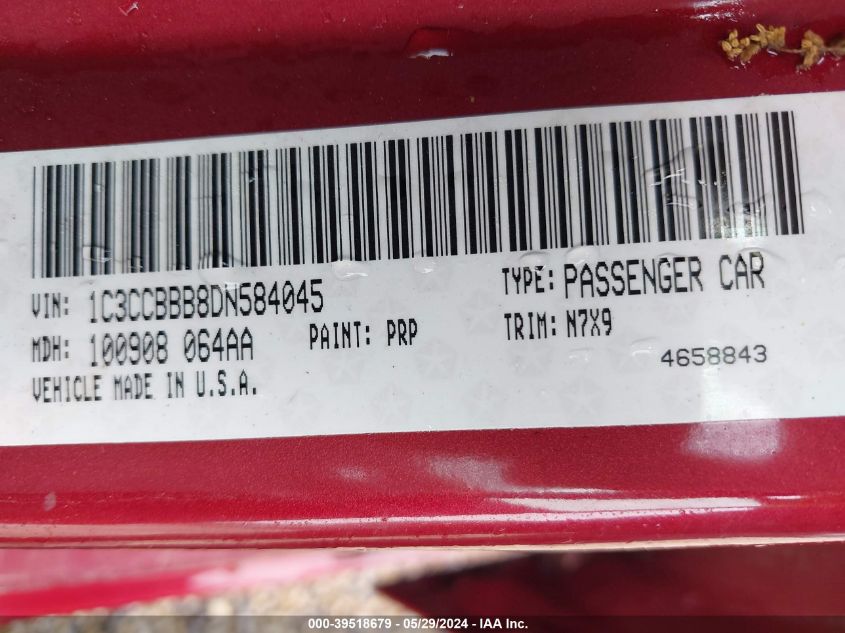 VIN: 1C3CCBBB8DN584045
TYPE: PASSENGER CAR
MDH: 100908 064AA
PAINT: PRP
TRIM: N7X9
VEHICLE MADE IN U.S.A.
4658843
000-39518679 - 05/29/2024 - IAA Inc.